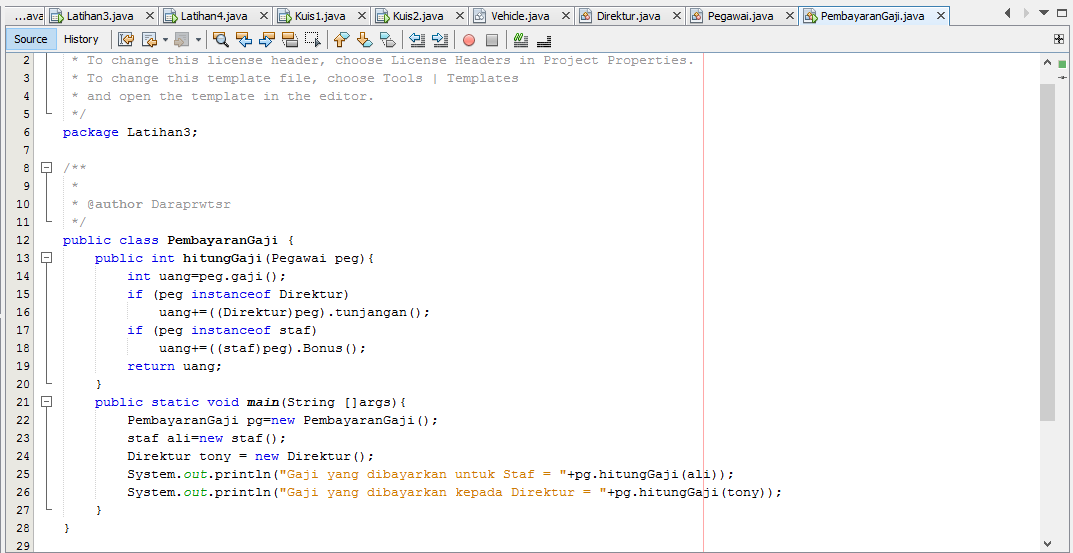 ...ava Latihan3.java Latihan4.java Kuis1.java Kuis2.java Vehicle.java Direktur.java Pegawai.java PembayaranGaji.java
Source History
2 * To change this license header, choose License Headers in Project Properties.
3 * To change this template file, choose Tools | Templates
4 * and open the template in the editor.
5 */
6 package Latihan3;
7
8 /**
9 *
10 * @author Daraprwtsr
11 */
12 public class PembayaranGaji {
13 public int hitungGaji(Pegawai peg){
14 int uang=peg.gaji();
15 if (peg instanceof Direktur)
16 uang+=((Direktur)peg).tunjangan();
17 if (peg instanceof staf)
18 uang+=((staf)peg).Bonus();
19 return uang;
20 }
21 public static void main(String []args){
22 PembayaranGaji pg=new PembayaranGaji();
23 staf ali=new staf();
24 Direktur tony = new Direktur();
25 System.out.println("Gaji yang dibayarkan untuk Staf = "+pg.hitungGaji(ali));
26 System.out.println("Gaji yang dibayarkan kepada Direktur = "+pg.hitungGaji(tony));
27 }
28 }
29